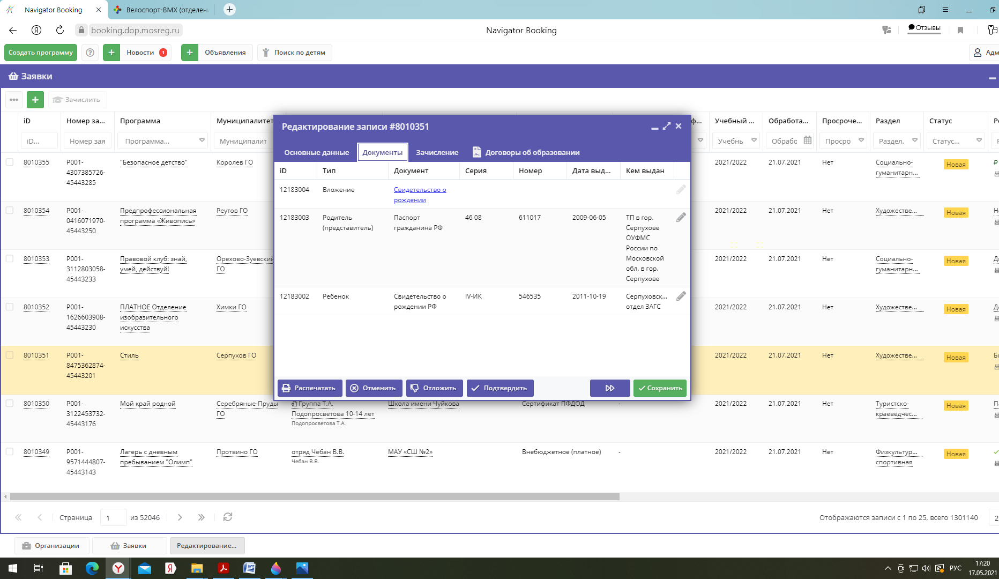 Navigator Booking
Велоспорт-BMX (отделен
booking.dop.mosreg.ru
Navigator Booking
Отзывы
Создать программу
Новости 1
Объявления
Поиск по детям
Адм
Заявки
Зачислить
iD
Номер за...
Программа
Муниципалитет
Учебный ...
Обработа...
Просроче...
Раздел
Статус
iD...
Номер зая
Программа...
Муниципалит
Учебнь
Обрабо
Просро
Раздел.
Статус...
8010355
P001-
4307385726-
45443285
"Безопасное детство"
Королев ГО
2021/2022
21.07.2021
Нет
Социально-
гуманитарн...
Новая
8010354
P001-
0416071970-
45443250
Предпрофессиональная
программа «Живопись»
Реутов ГО
2021/2022
21.07.2021
Нет
Художестве...
Новая
8010353
P001-
3112803058-
45443233
Правовой клуб: знай,
умей, действуй!
Орехово-Зуевский
ГО
2021/2022
21.07.2021
Нет
Социально-
гуманитарн...
Новая
8010352
P001-
1626603908-
45443230
ПЛАТНОЕ Отделение
изобразительного
искусства
Химки ГО
2021/2022
21.07.2021
Нет
Художестве...
Новая
8010351
P001-
8475362874-
45443201
Стиль
Серпухов ГО
2021/2022
21.07.2021
Нет
Художестве...
Новая
8010350
P001-
3122453732-
45443176
Мой край родной
Серебряные-Пруды
ГО
Группа Т.А.
Подопросветова 10-14 лет
Подопросветова Т.А.
Школа имени Чуйкова
Сертификат ПФДОД
-
2021/2022
21.07.2021
Нет
Туристско-
краеведчес...
Новая
8010349
P001-
9571444807-
45443143
Лагерь с дневным
пребыванием "Олимп"
Протвино ГО
отряд Чебан В.В.
Чебан В.В.
МАУ «СШ №2»
Внебюджетное (платное)
-
2021/2022
21.07.2021
Нет
Физкультур...
спортивная
Новая
Редактирование записи #8010351
Основные данные
Документы
Зачисление
Договоры об образовании
iD
Тип
Документ
Серия
Номер
Дата выд...
Кем выдан
12183004
Вложение
Свидетельство о
рождении
12183003
Родитель
(представитель)
Паспорт
гражданина РФ
46 08
611017
2009-06-05
ТП в гор.
Серпухове
ОУФМС
России по
Московской
обл. в гор.
Серпухове
12183002
Ребенок
Свидетельство о
рождении РФ
IV-ИК
546535
2011-10-19
Серпуховск...
отдел ЗАГС
Распечатать
Отменить
Отложить
Подтвердить
Сохранить
Страница 1 из 52046
Отображаются записи с 1 по 25, всего 1301140
2
Организации
Заявки
Редактирование...
РУС
17:20
17.05.2021